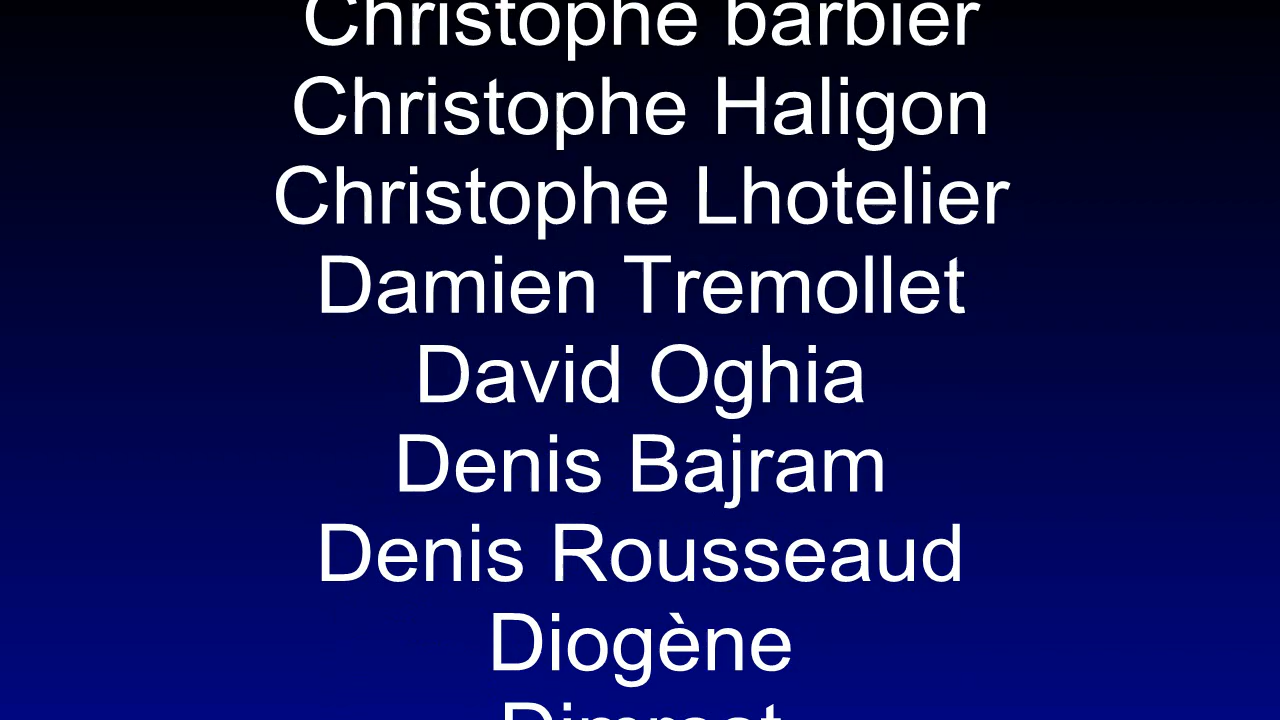 Christophe barbier
Christophe Haligon
Christophe Lhotelier
Damien Tremollet
David Oghia
Denis Bajram
Denis Rousseaud
Diogène